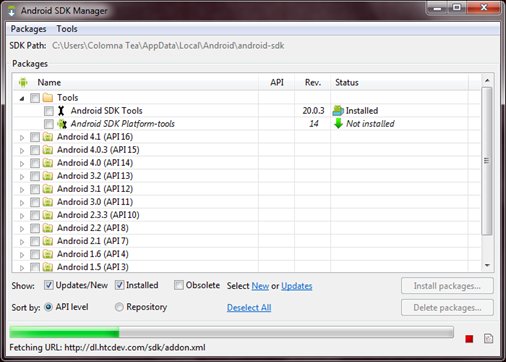 Android SDK Manager
Packages Tools
SDK Path: C:\Users\Colomna Tea\AppData\Local\Android\android-sdk
Packages
Name API Rev. Status
Tools
Android SDK Tools 20.0.3 Installed
Android SDK Platform-tools 14 Not installed
Android 4.1 (API 16)
Android 4.0.3 (API 15)
Android 4.0 (API 14)
Android 3.2 (API 13)
Android 3.1 (API 12)
Android 3.0 (API 11)
Android 2.3.3 (API 10)
Android 2.2 (API 8)
Android 2.1 (API 7)
Android 1.6 (API 4)
Android 1.5 (API 3)
Show: Updates/New Installed Obsolete Select New or Updates Install packages...
Sort by: API level Repository Deselect All Delete packages...
Fetching URL: http://dl.htcdev.com/sdk/addon.xml